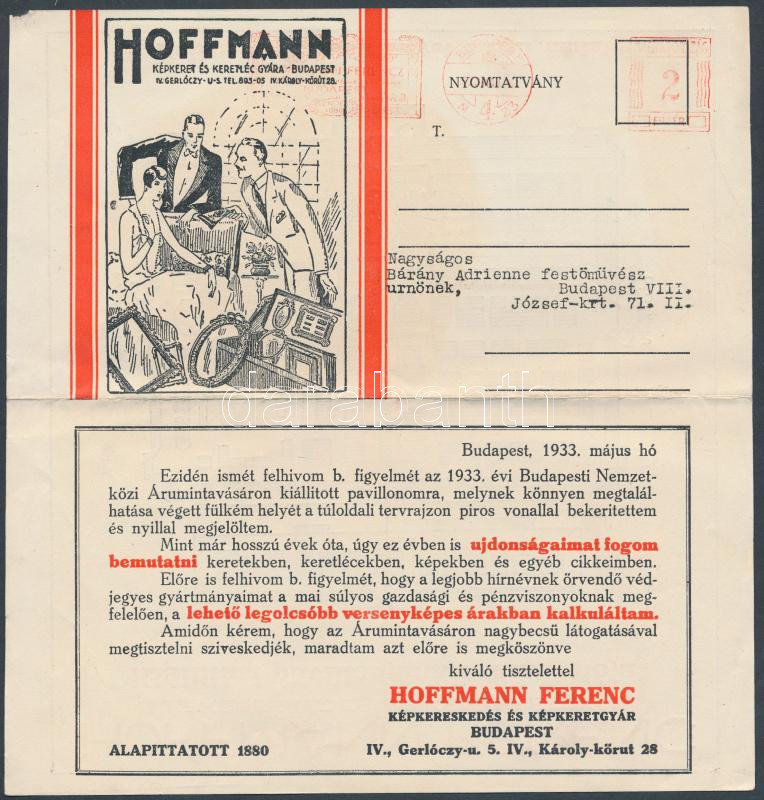 HOFFMANN
KÉPKERET ÉS KERETLÉC GYÁRA - BUDAPEST
IV. GERLÓCZY-U-5. TEL. 893-05 IV. KÁROLY-KÖRÚT 28.
NYOMTATVÁNY
2
T.
Nagyságos
Bárány Adrienne festömüvész
urnönek, Budapest VIII.
József-krt. 71. II.
darabanth
Budapest, 1933. május hó
Ezidén ismét felhivom b. figyelmét az 1933. évi Budapesti Nemzet-
közi Árumintavásáron kiállitott pavillonomra, melynek könnyen megtalál-
hatása végett fülkém helyét a túloldali tervrajzon piros vonallal bekeritettem
és nyillal megjelöltem.
Mint már hosszú évek óta, úgy ez évben is ujdonságaimat fogom
bemutatni keretekben, keretlécekben, képekben és egyéb cikkeimben.
Előre is felhivom b. figyelmét, hogy a legjobb hírnévnek örvendő véd-
jegyes gyártmányaimat a mai súlyos gazdasági és pénzviszonyoknak meg-
felelően, a lehető legolcsóbb versenyképes árakban kalkuláltam.
Amidőn kérem, hogy az Árumintavásáron nagybecsü látogatásával
megtisztelni sziveskedjék, maradtam azt előre is megköszönve
kiváló tisztelettel
HOFFMANN FERENC
KÉPKERESKEDÉS ÉS KÉPKERETGYÁR
BUDAPEST
ALAPITTATOTT 1880 IV., Gerlóczy-u. 5. IV., Károly-körut 28